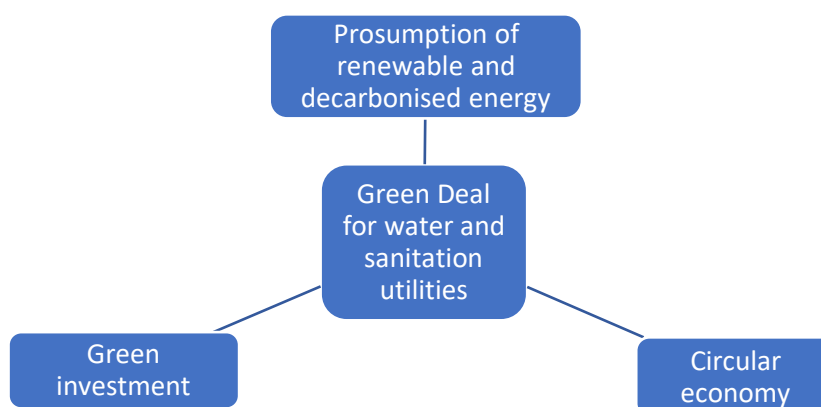 Prosumption of
renewable and
decarbonised energy
Green Deal
for water and
sanitation
utilities
Green
investment
Circular
economy